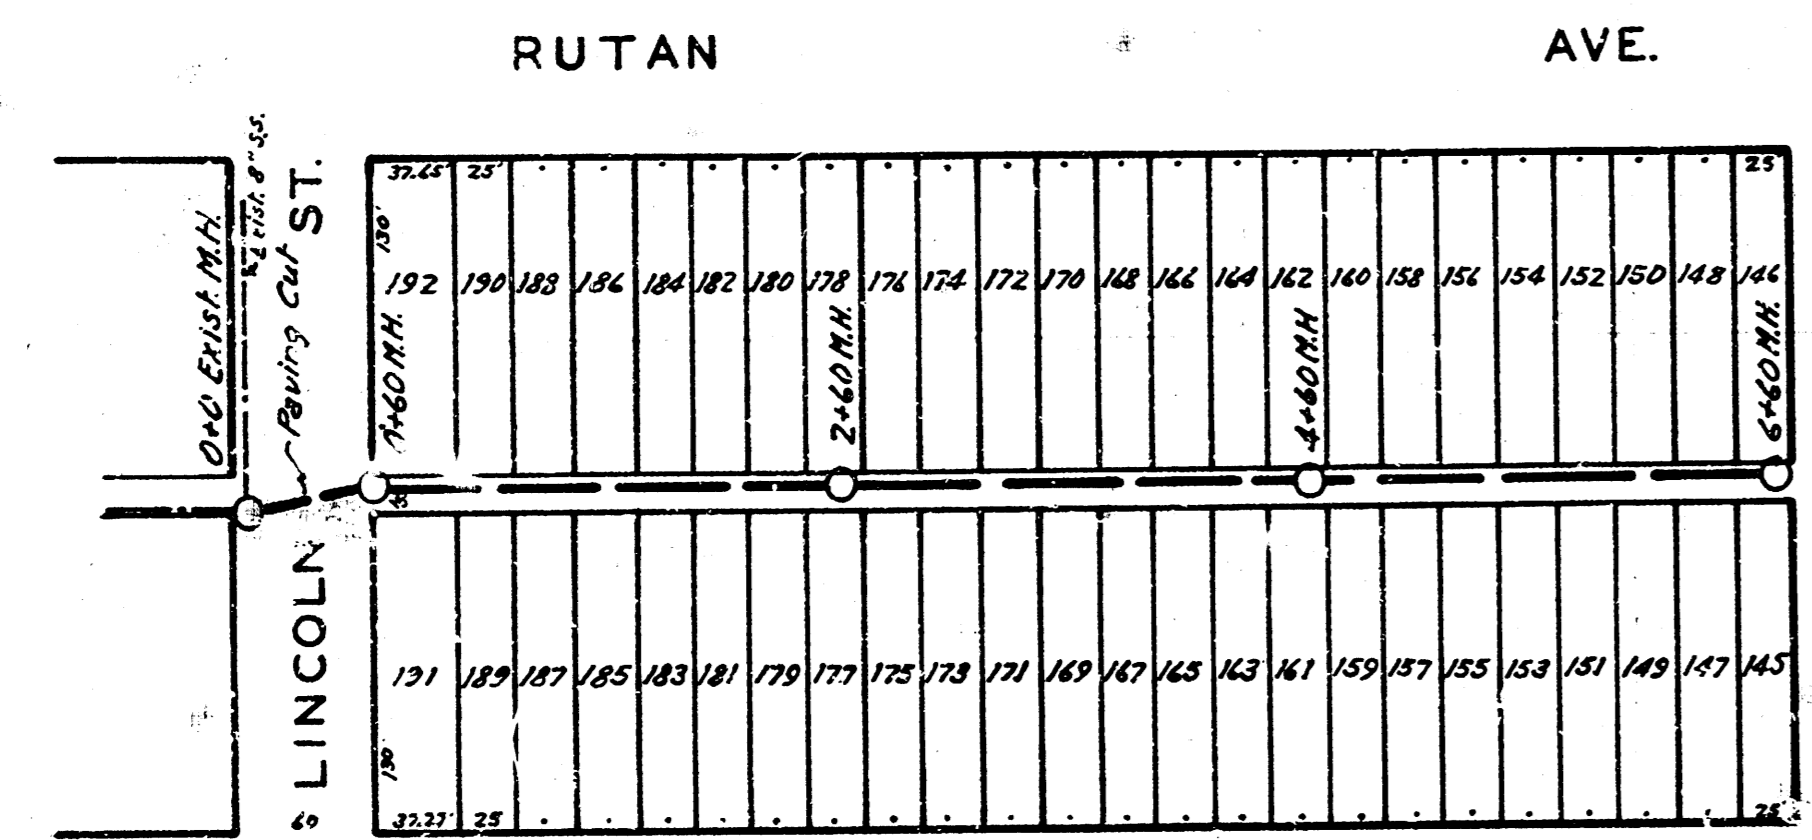 RUTAN AVE.
Exist. 8" S.S.
0+0 Exist. M.H.
Paving Cut
LINCOLN ST.
60
37.65' 25' 25
130'
192 190 188 186 184 182 180 178 176 174 172 170 168 166 164 162 160 158 156 154 152 150 148 146
1+60 M.H. 2+60 M.H. 4+60 M.H 6+60 M.H.
191 189 187 185 183 181 179 177 175 173 171 169 167 165 163 161 159 157 155 153 151 149 147 145
130'
37.27' 25' 25'